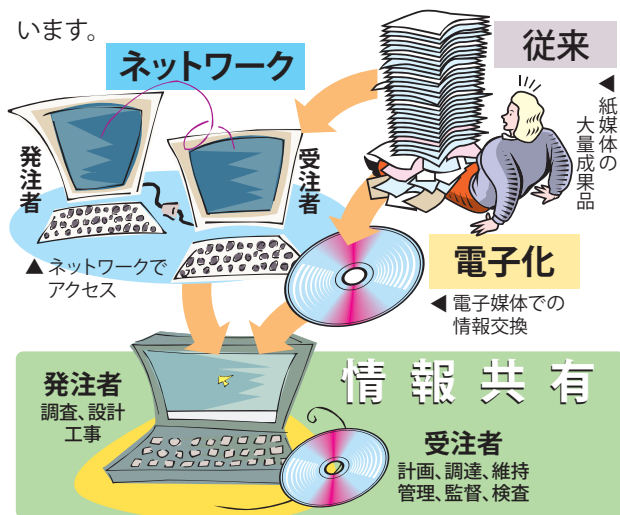 います。
ネットワーク
従来
◀紙媒体の
大量成果品
発注者
受注者
▲ネットワークで
アクセス
電子化
◀電子媒体での
情報交換
情報共有
発注者
調査、設計
工事
受注者
計画、調達、維持
管理、監督、検査